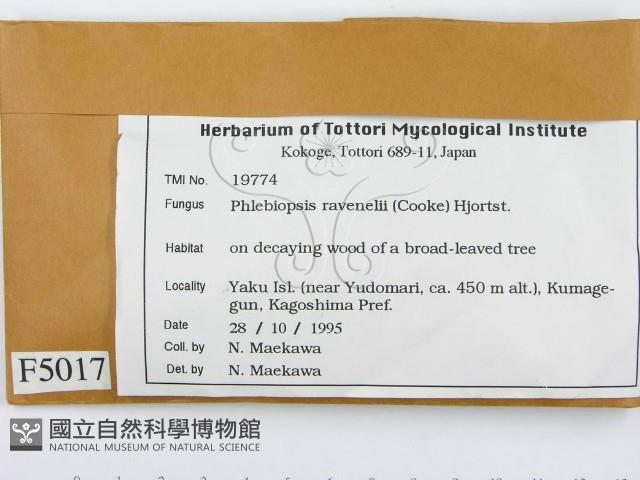 Herbarium of Tottori Mycological Institute
Kokoge, Tottori 689-11, Japan
TMI No. 19774
Fungus Phlebiopsis ravenelii (Cooke) Hjortst.
Habitat on decaying wood of a broad-leaved tree
Locality Yaku Isl. (near Yudomari, ca. 450 m alt.), Kumage-
gun, Kagoshima Pref.
Date 28 / 10 / 1995
Coll. by N. Maekawa
Det. by N. Maekawa
F5017
國立自然科學博物館
NATIONAL MUSEUM OF NATURAL SCIENCE